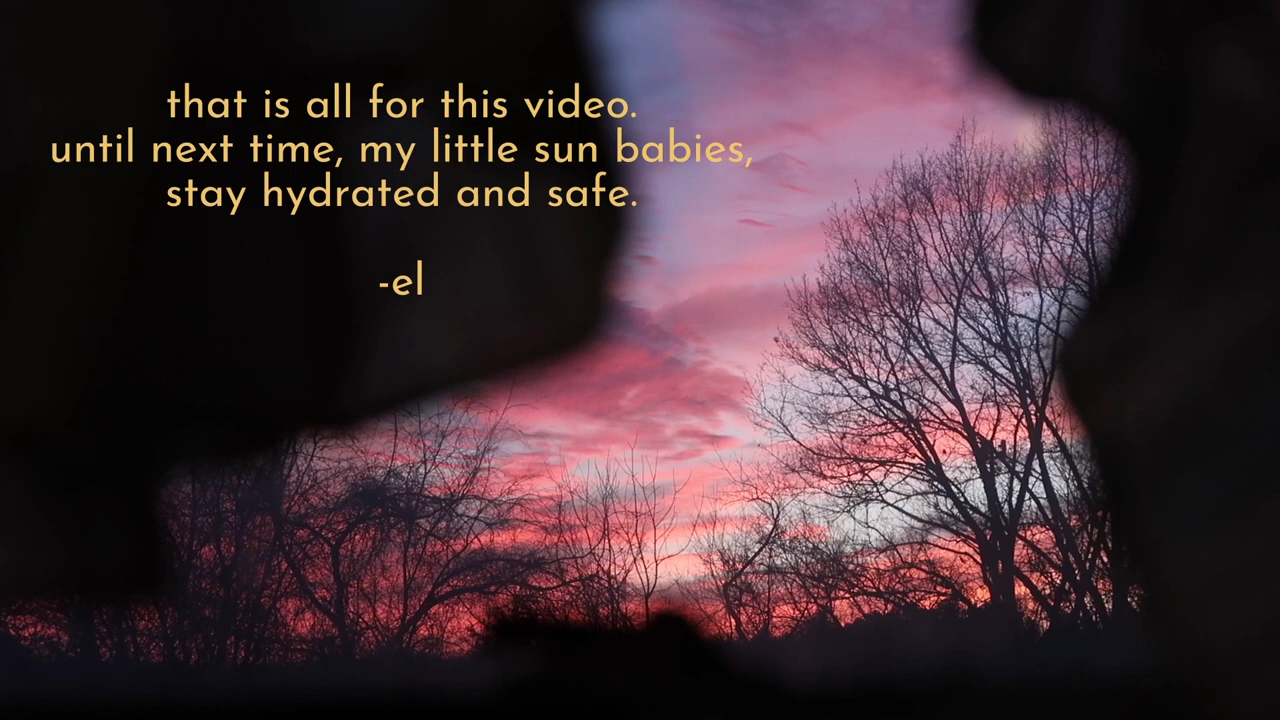 that is all for this video.
until next time, my little sun babies,
stay hydrated and safe.
-el